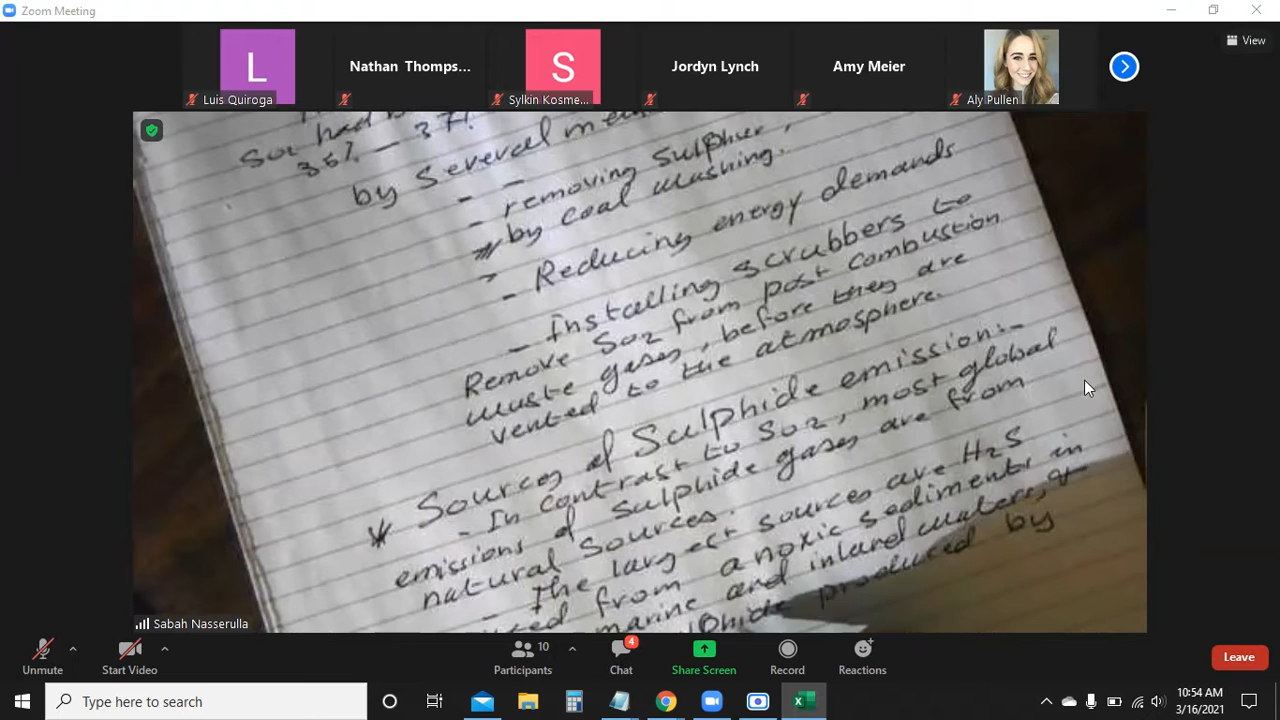 Zoom Meeting
View
L
Luis Quiroga
Nathan Thomps...
S
Sylkin Kosme...
Jordyn Lynch
Amy Meier
Aly Pullen
SO2 had
36% - 37%.
by several
- removing sulphur,
by coal washing.
- Reducing energy demands
- Installing scrubbers to
Remove SO2 from post combustion
waste gases, before they are
vented to the atmosphere.
* Sources of Sulphide emission:-
- In contrast to SO2, most global
emissions of sulphide gases are from
natural sources.
- The largest sources are H2S
from anoxic sediments in
marine and inland waters,
produced by
Sabah Nasserulla
Unmute
Start Video
10
Participants
4
Chat
Share Screen
Record
Reactions
Leave
Type here to search
10:54 AM
3/16/2021